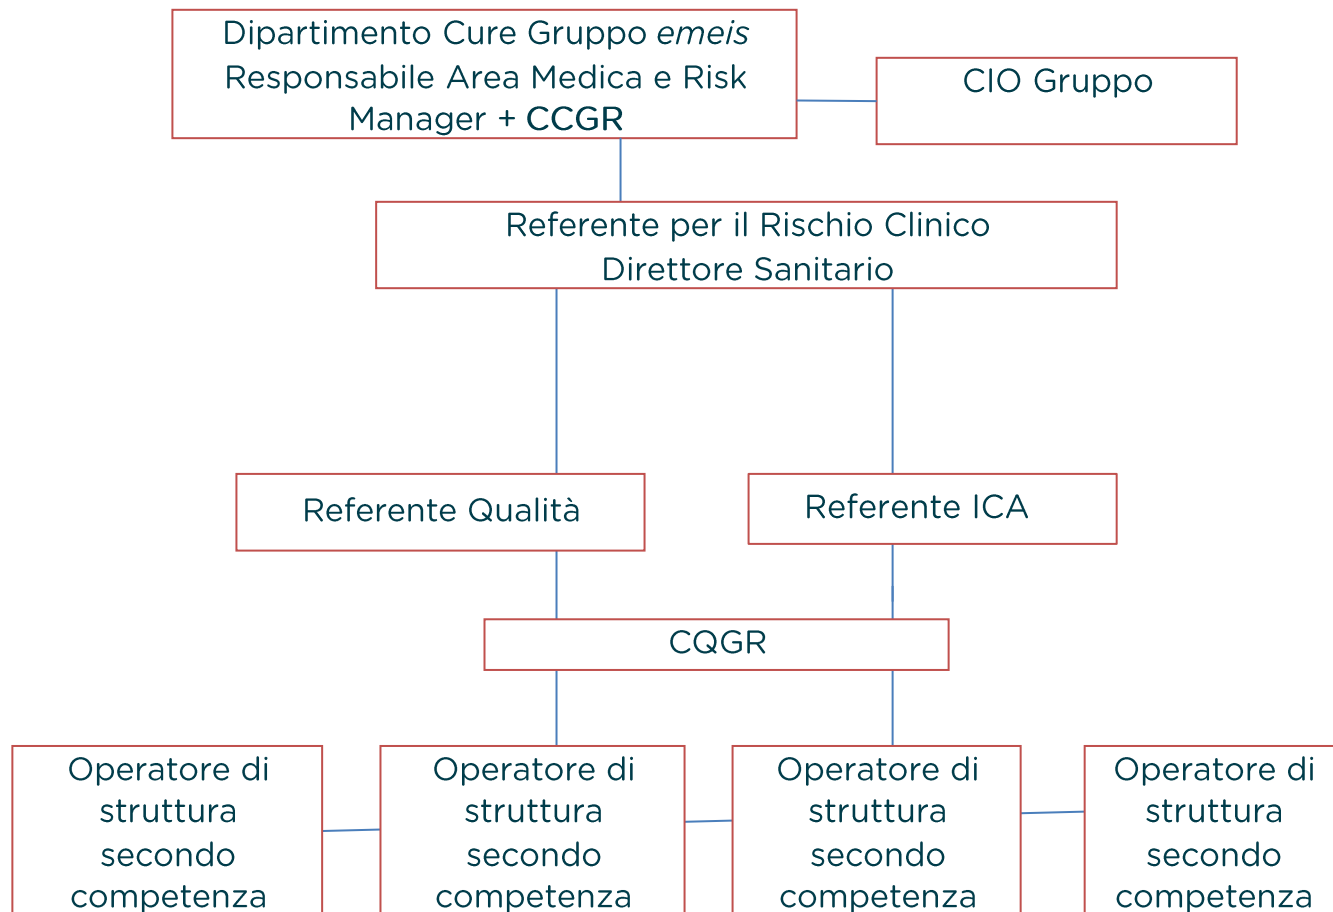 Dipartimento Cure Gruppo emeis
Responsabile Area Medica e Risk
Manager + CCGR
CIO Gruppo
Referente per il Rischio Clinico
Direttore Sanitario
Referente Qualità
Referente ICA
CQGR
Operatore di
struttura
secondo
competenza
Operatore di
struttura
secondo
competenza
Operatore di
struttura
secondo
competenza
Operatore di
struttura
secondo
competenza